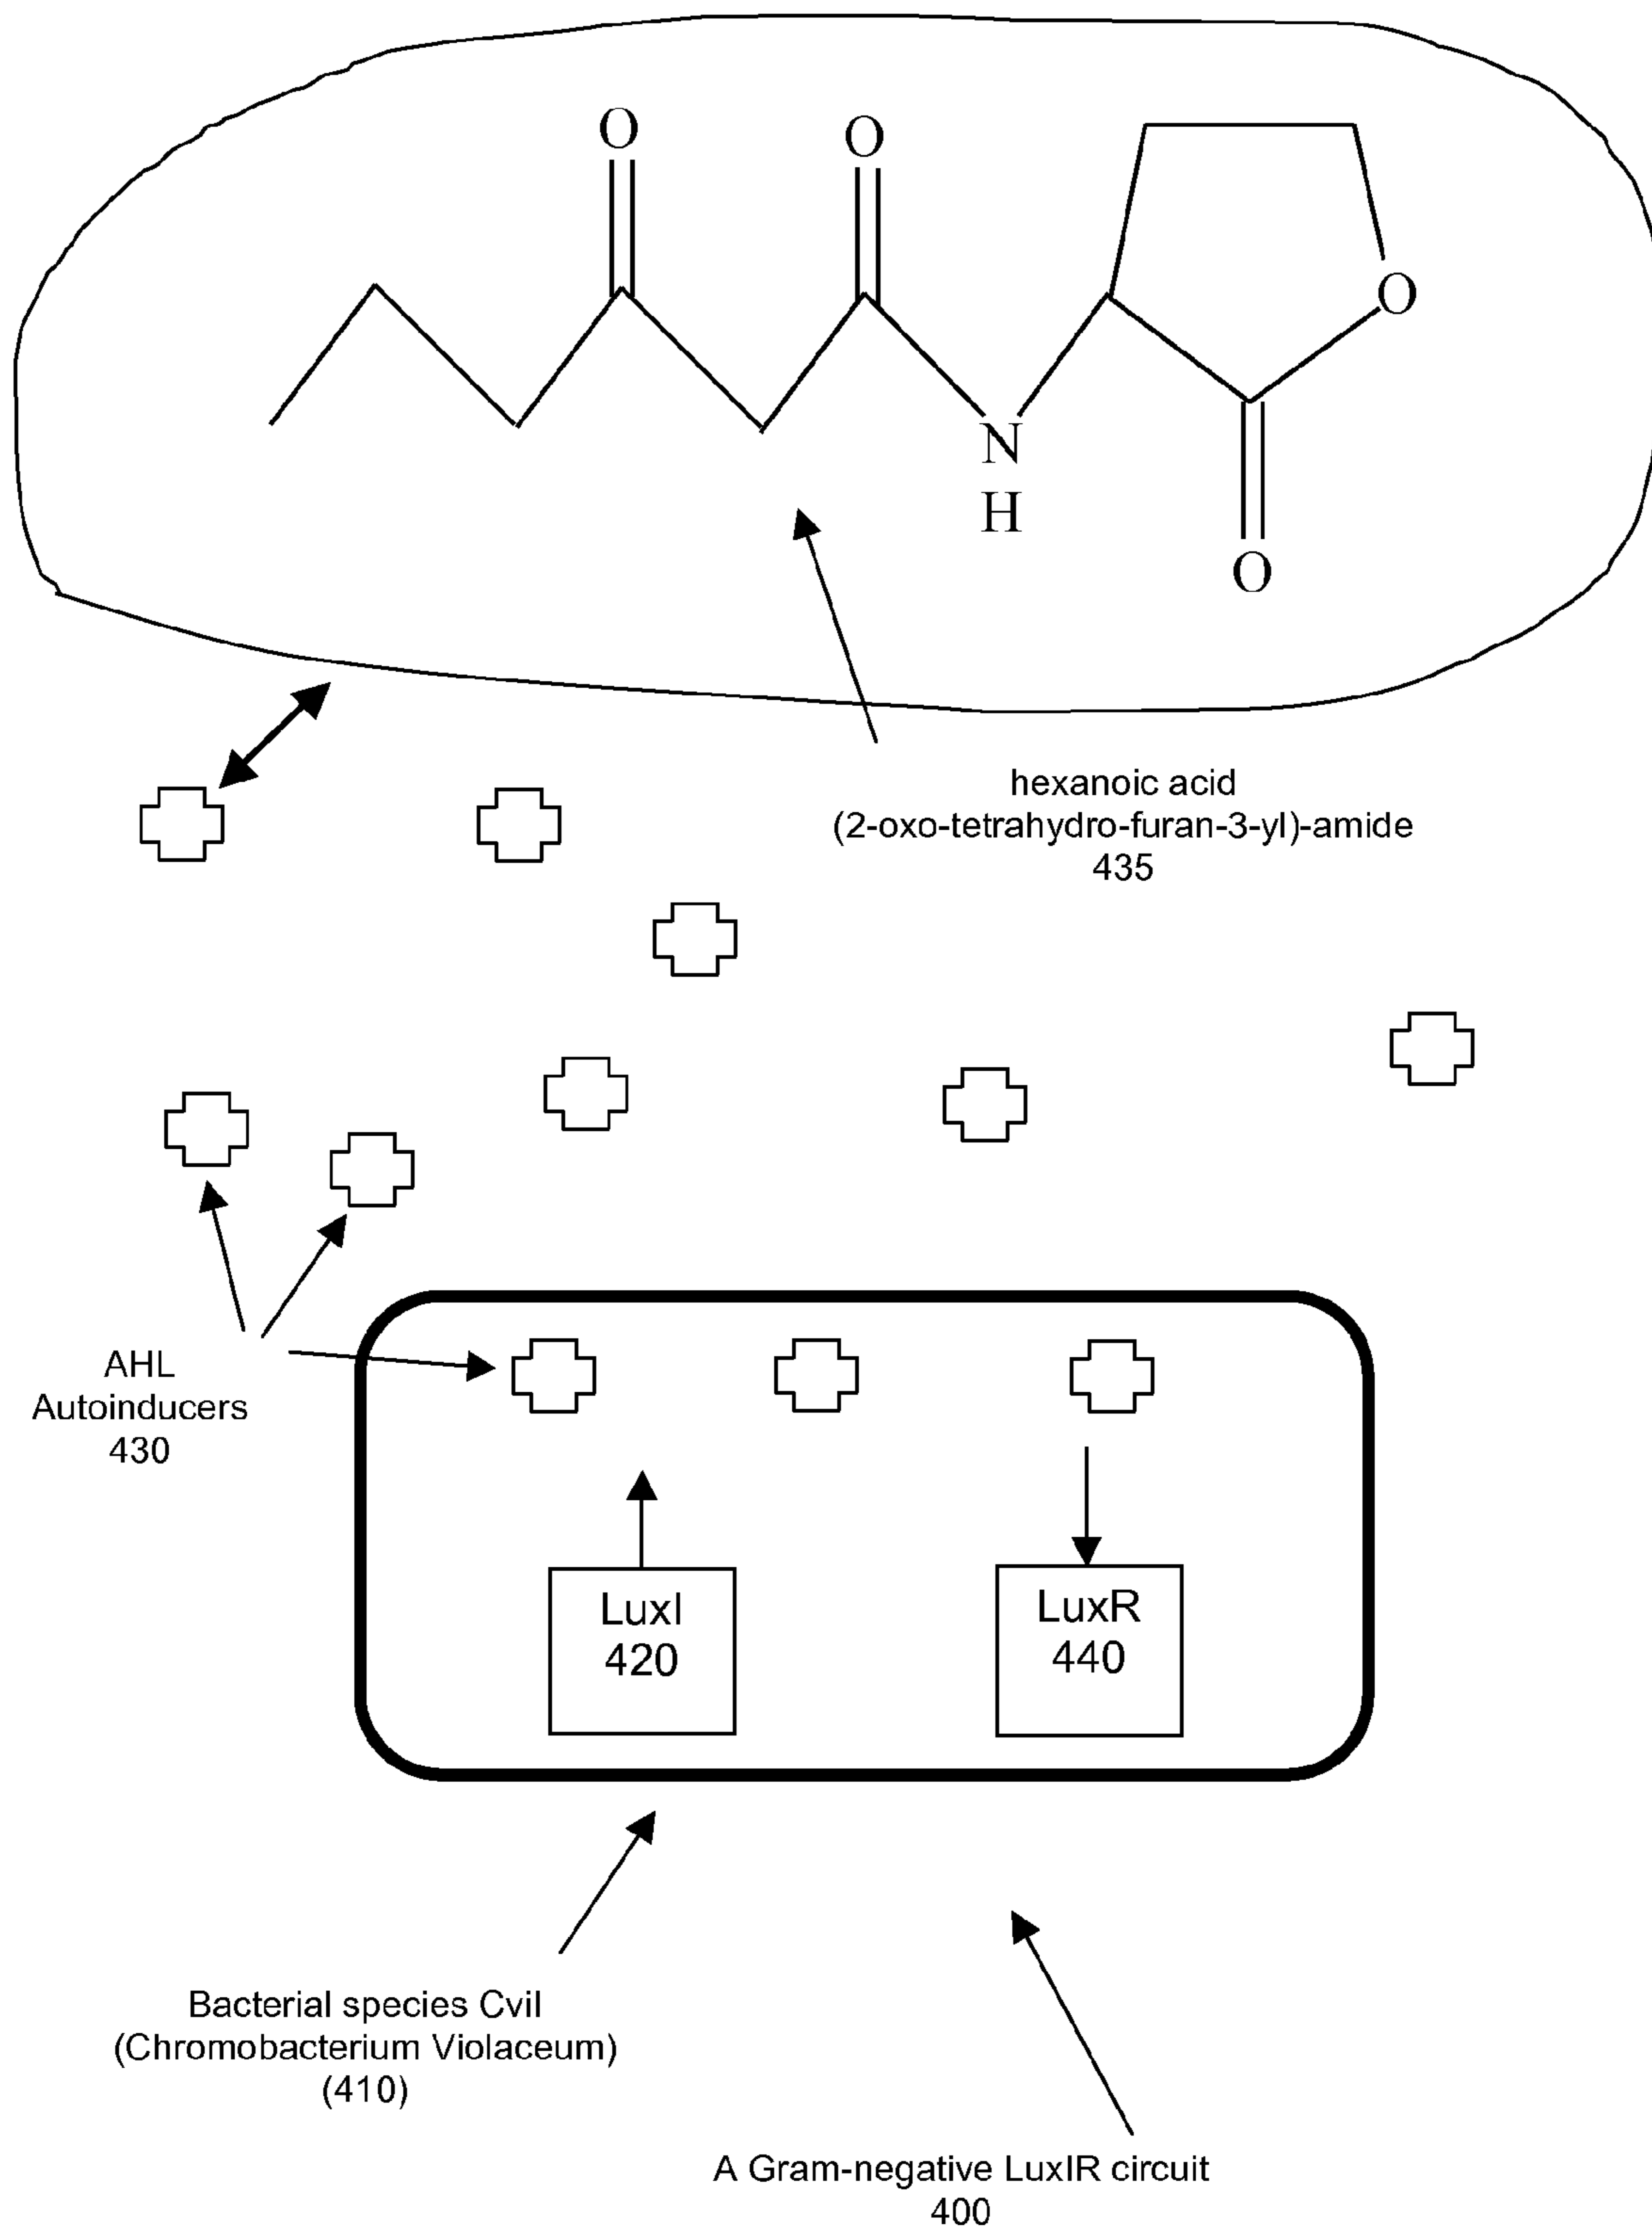 O O
O
N
H
O
hexanoic acid
(2-oxo-tetrahydro-furan-3-yl)-amide
435
AHL
Autoinducers
430
LuxI
420
LuxR
440
Bacterial species CviI
(Chromobacterium Violaceum)
(410)
A Gram-negative LuxIR circuit
400